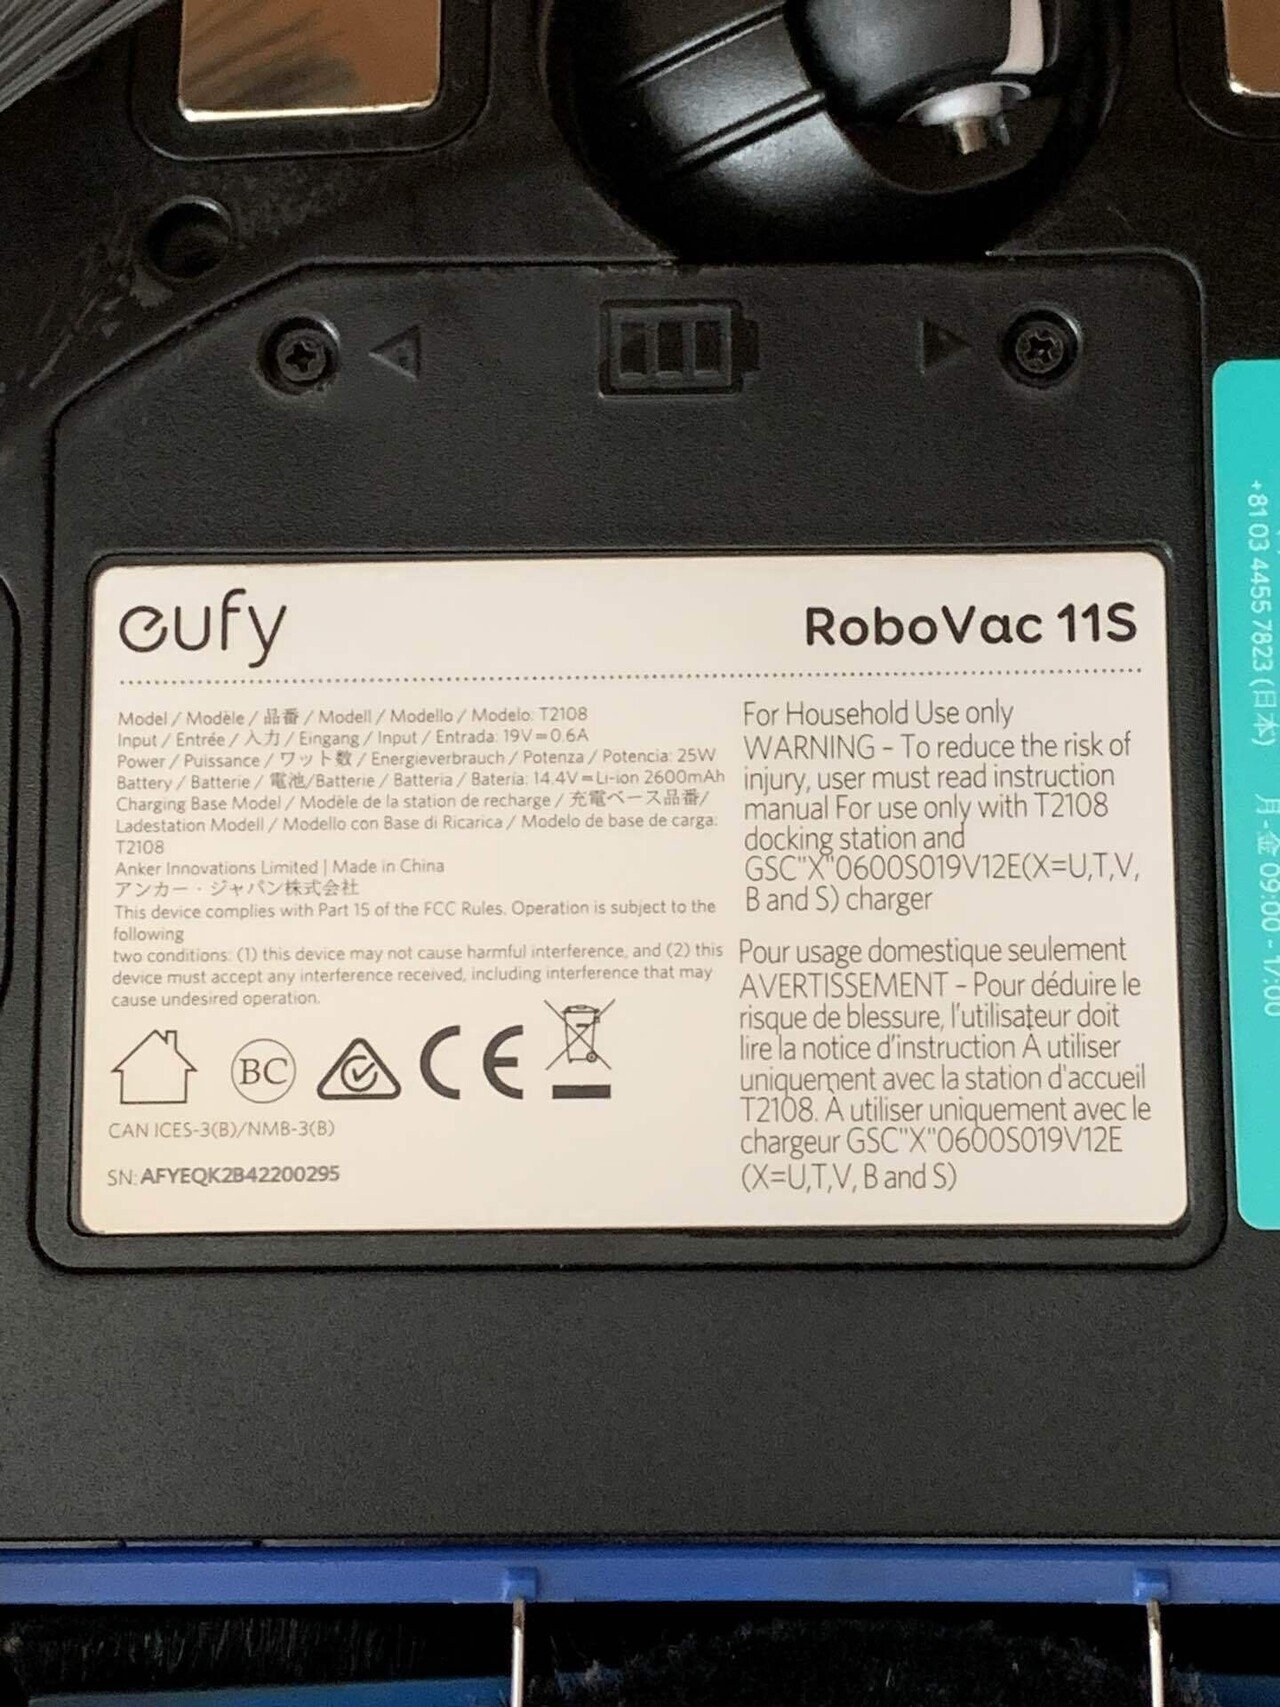 eufy
RoboVac 11S
Model / Modèle / 品番 / Modell / Modello / Modelo: T2108
Input / Entrée / 入力 / Eingang / Input / Entrada: 19V⎓0.6A
Power / Puissance / ワット数 / Energieverbrauch / Potenza / Potencia: 25W
Battery / Batterie / 電池/Batterie / Batteria / Batería: 14.4V⎓Li-ion 2600mAh
Charging Base Model / Modèle de la station de recharge / 充電ベース品番/
Ladestation Modell / Modello con Base di Ricarica / Modelo de base de carga:
T2108
Anker Innovations Limited | Made in China
アンカー・ジャパン株式会社
This device complies with Part 15 of the FCC Rules. Operation is subject to the
following
two conditions: (1) this device may not cause harmful interference, and (2) this
device must accept any interference received, including interference that may
cause undesired operation.
BC
CE
CAN ICES-3(B)/NMB-3(B)
SN: AFYEQK2B42200295
For Household Use only
WARNING - To reduce the risk of
injury, user must read instruction
manual For use only with T2108
docking station and
GSC"X"0600S019V12E(X=U,T,V,
B and S) charger
Pour usage domestique seulement
AVERTISSEMENT - Pour déduire le
risque de blessure, l'utilisateur doit
lire la notice d'instruction À utiliser
uniquement avec la station d'accueil
T2108. À utiliser uniquement avec le
chargeur GSC"X"0600S019V12E
(X=U,T,V, B and S)
+81 03 4455 7823 (日本) 月-金 09:00 - 17:00